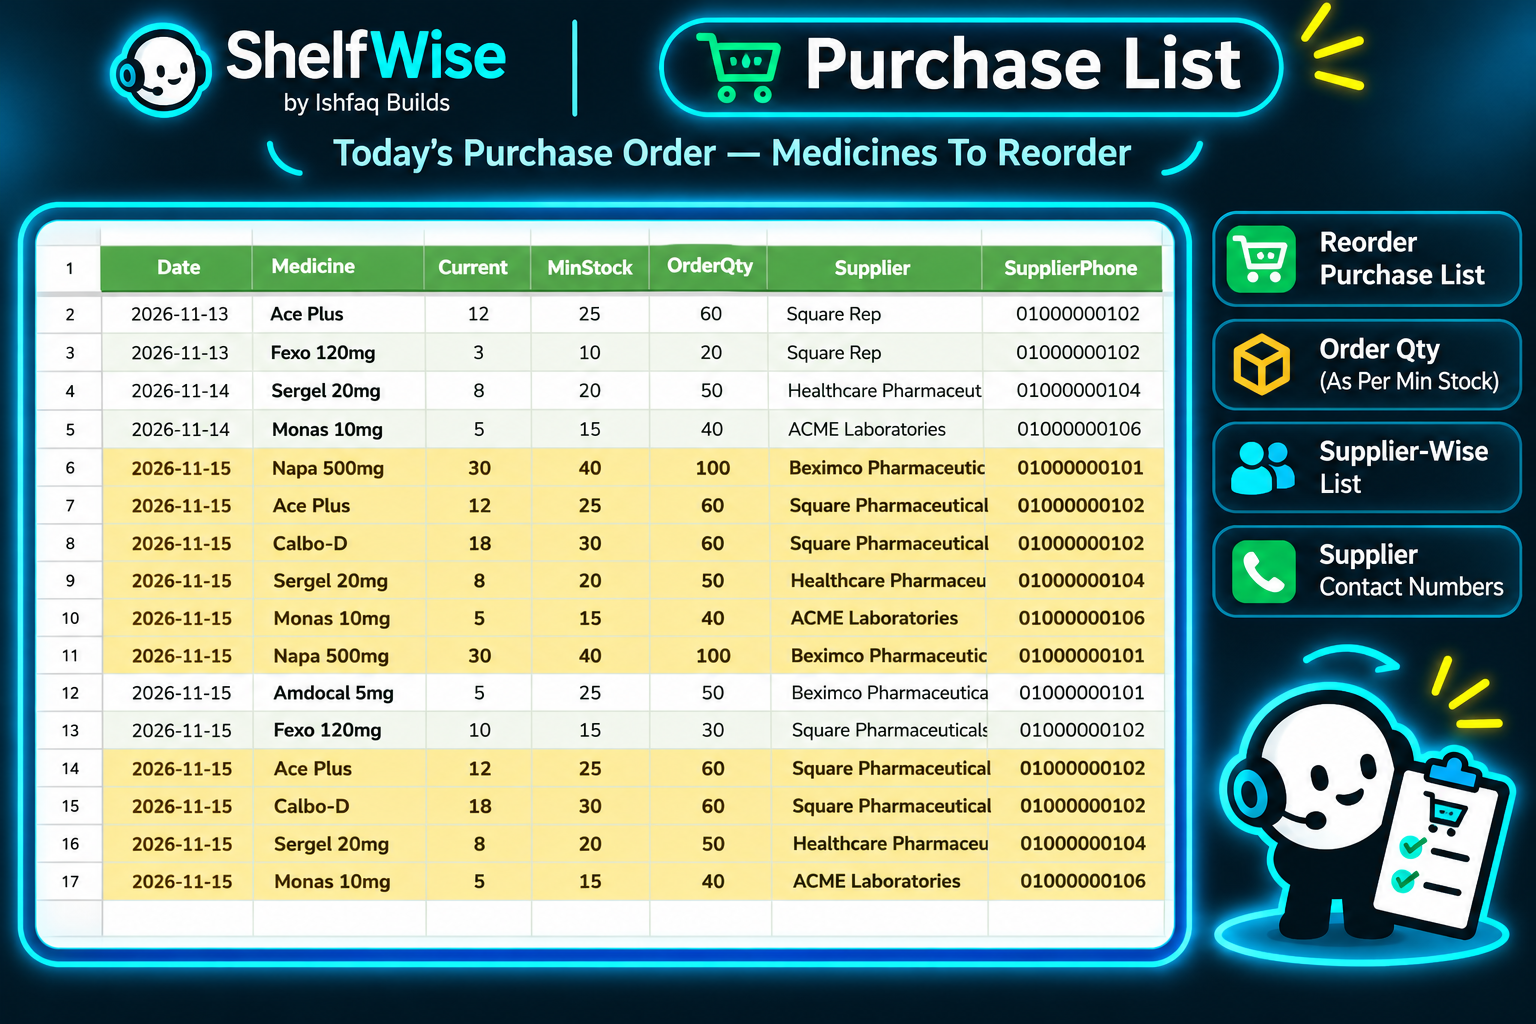 ShelfWise
by Ishfaq Builds
Purchase List
Today's Purchase Order — Medicines To Reorder
1 Date Medicine Current MinStock OrderQty Supplier SupplierPhone
2 2026-11-13 Ace Plus 12 25 60 Square Rep 01000000102
3 2026-11-13 Fexo 120mg 3 10 20 Square Rep 01000000102
4 2026-11-14 Sergel 20mg 8 20 50 Healthcare Pharmaceut 01000000104
5 2026-11-14 Monas 10mg 5 15 40 ACME Laboratories 01000000106
6 2026-11-15 Napa 500mg 30 40 100 Beximco Pharmaceutic 01000000101
7 2026-11-15 Ace Plus 12 25 60 Square Pharmaceutical 01000000102
8 2026-11-15 Calbo-D 18 30 60 Square Pharmaceutical 01000000102
9 2026-11-15 Sergel 20mg 8 20 50 Healthcare Pharmaceu 01000000104
10 2026-11-15 Monas 10mg 5 15 40 ACME Laboratories 01000000106
11 2026-11-15 Napa 500mg 30 40 100 Beximco Pharmaceutic 01000000101
12 2026-11-15 Amdocal 5mg 5 25 50 Beximco Pharmaceutica 01000000101
13 2026-11-15 Fexo 120mg 10 15 30 Square Pharmaceuticals 01000000102
14 2026-11-15 Ace Plus 12 25 60 Square Pharmaceutical 01000000102
15 2026-11-15 Calbo-D 18 30 60 Square Pharmaceutical 01000000102
16 2026-11-15 Sergel 20mg 8 20 50 Healthcare Pharmaceu 01000000104
17 2026-11-15 Monas 10mg 5 15 40 ACME Laboratories 01000000106
Reorder
Purchase List
Order Qty
(As Per Min Stock)
Supplier-Wise
List
Supplier
Contact Numbers